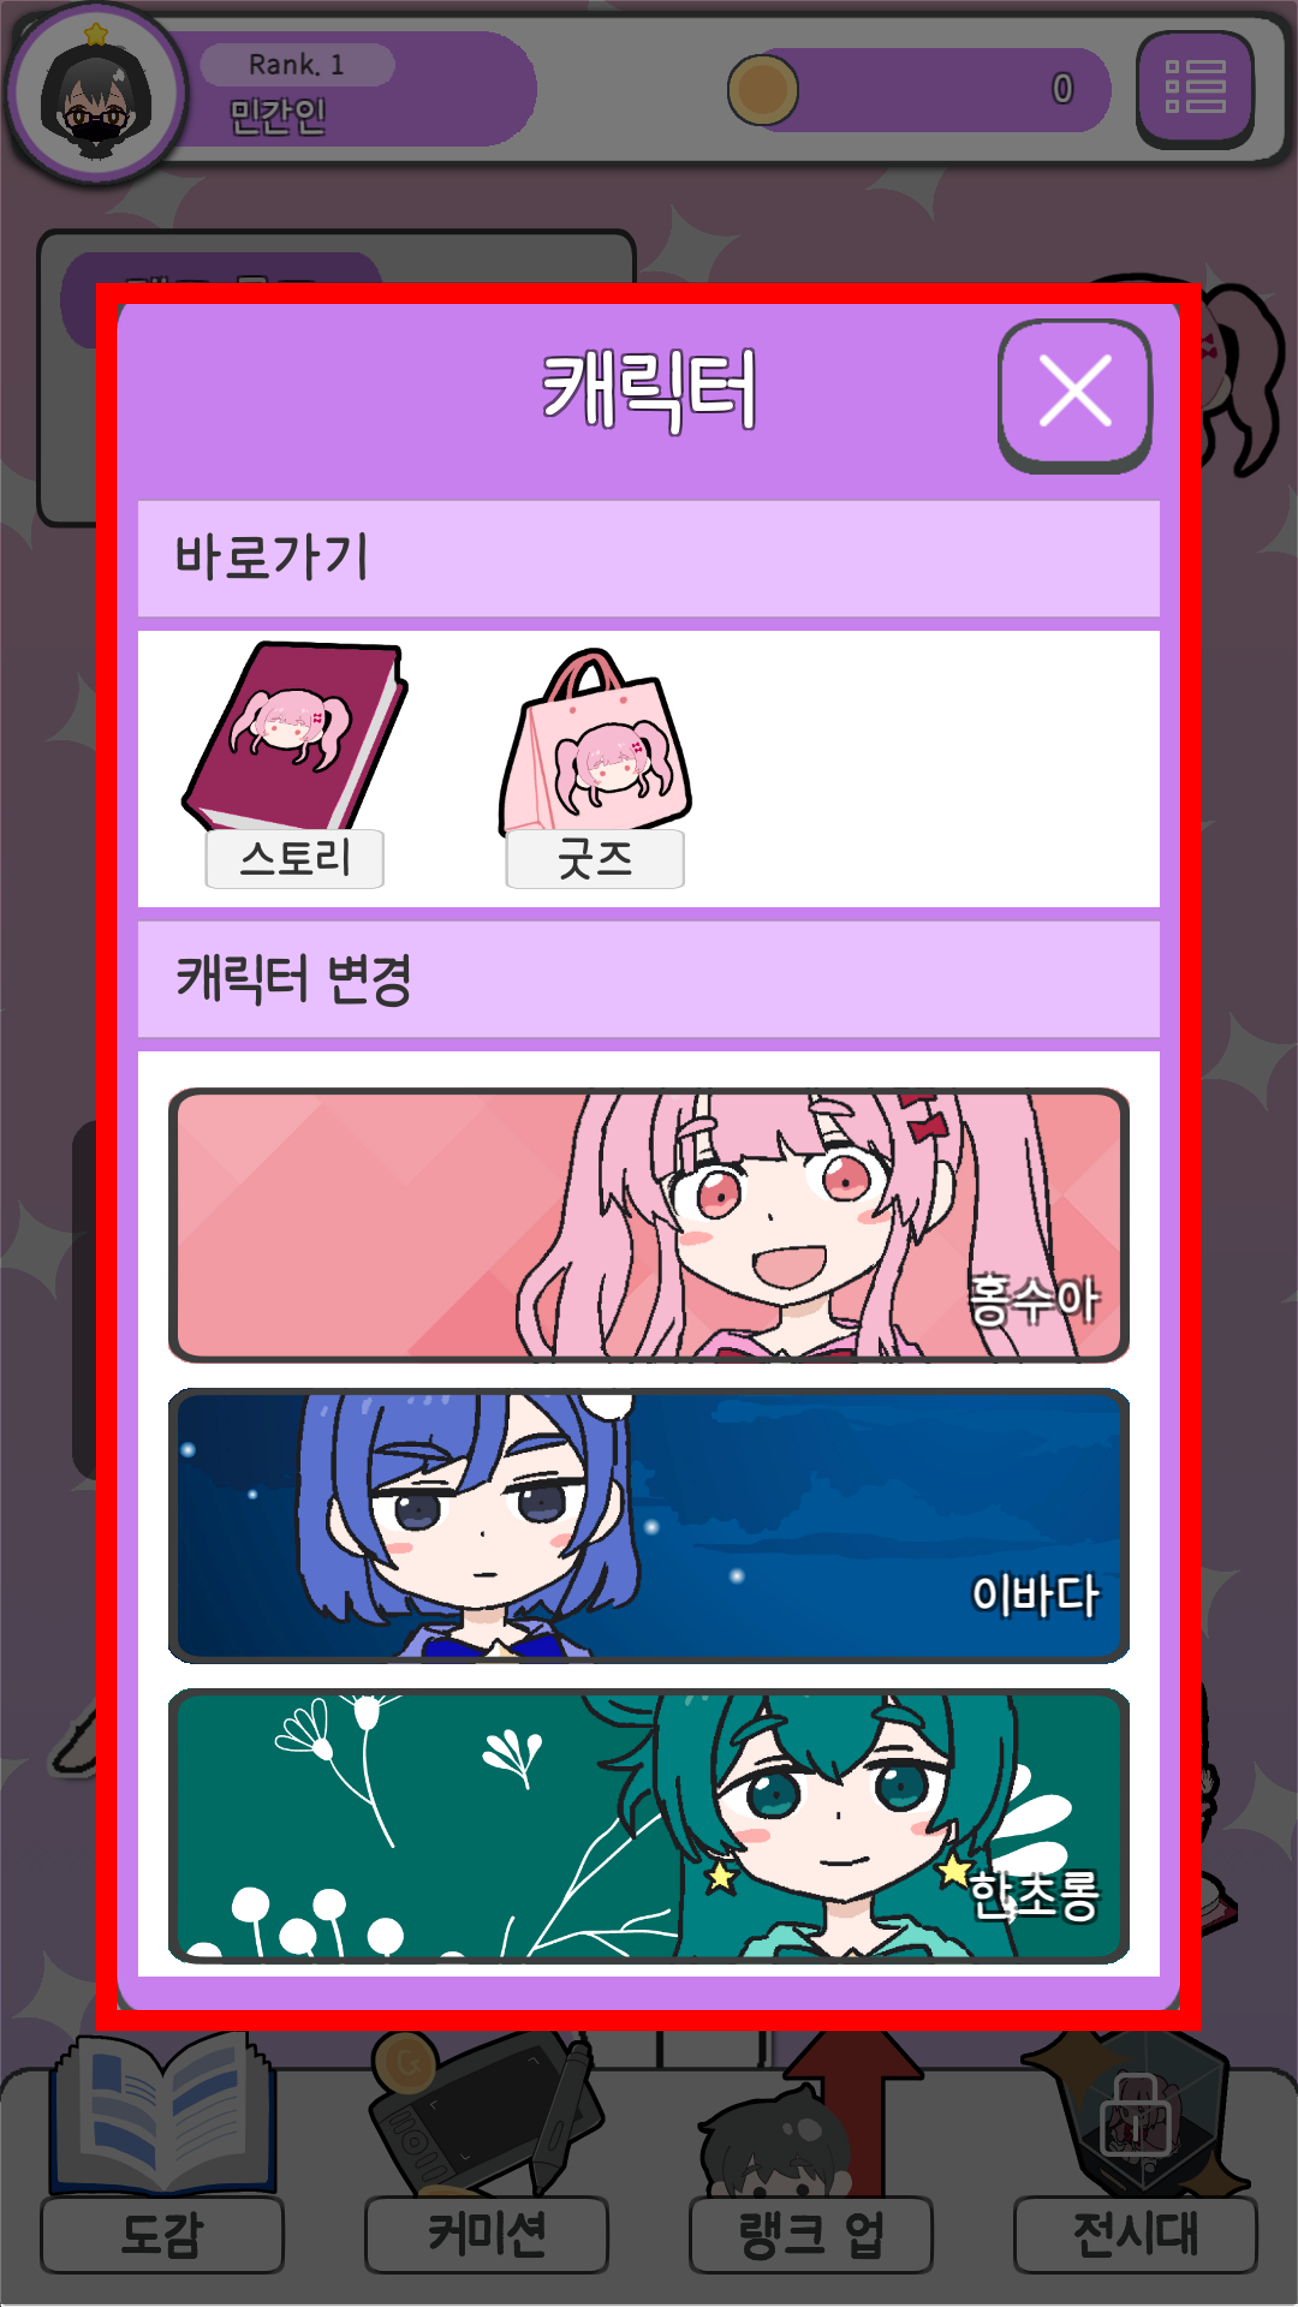 Rank. 1
민간인
0
캐릭터
바로가기
스토리
굿즈
캐릭터 변경
홍수아
이바다
한초롱
G
도감
커미션
랭크 업
전시대